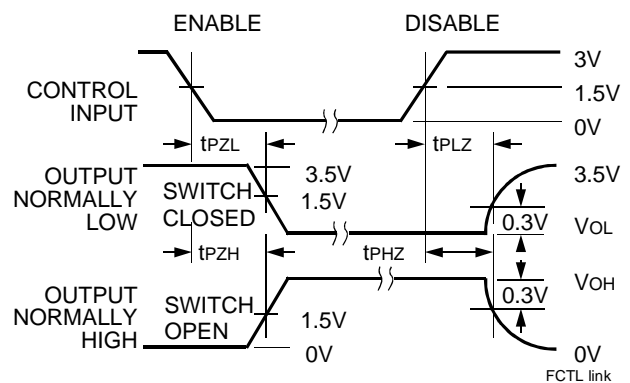 ENABLE
DISABLE
CONTROL
INPUT
3V
1.5V
0V
tPZL
tPLZ
OUTPUT
NORMALLY
LOW
SWITCH
CLOSED
3.5V
1.5V
3.5V
0.3V
VOL
tPZH
tPHZ
OUTPUT
NORMALLY
HIGH
SWITCH
OPEN
1.5V
0V
VOH
0.3V
0V
FCTL link